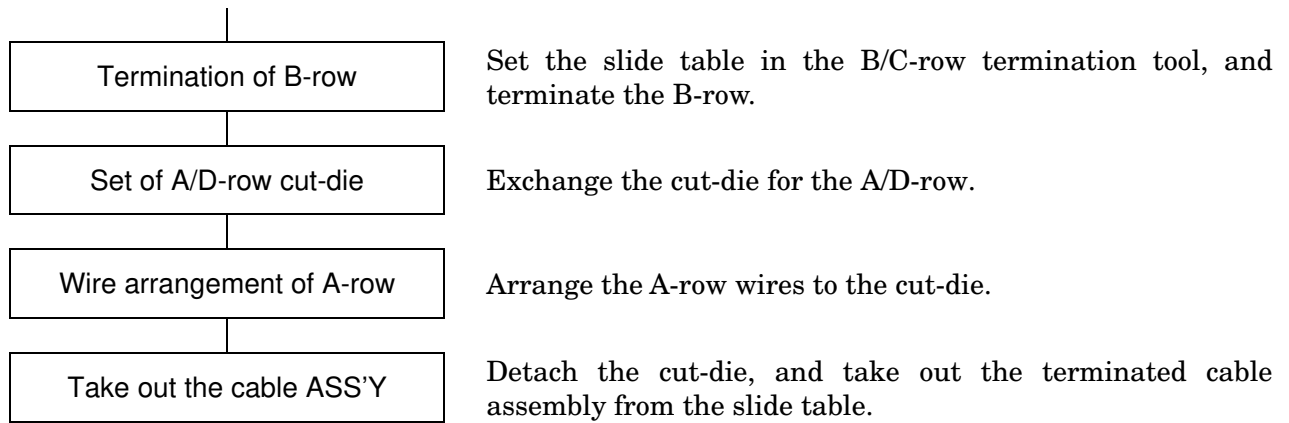 Termination of B-row
Set the slide table in the B/C-row termination tool, and
terminate the B-row.
Set of A/D-row cut-die
Exchange the cut-die for the A/D-row.
Wire arrangement of A-row
Arrange the A-row wires to the cut-die.
Take out the cable ASS'Y
Detach the cut-die, and take out the terminated cable
assembly from the slide table.